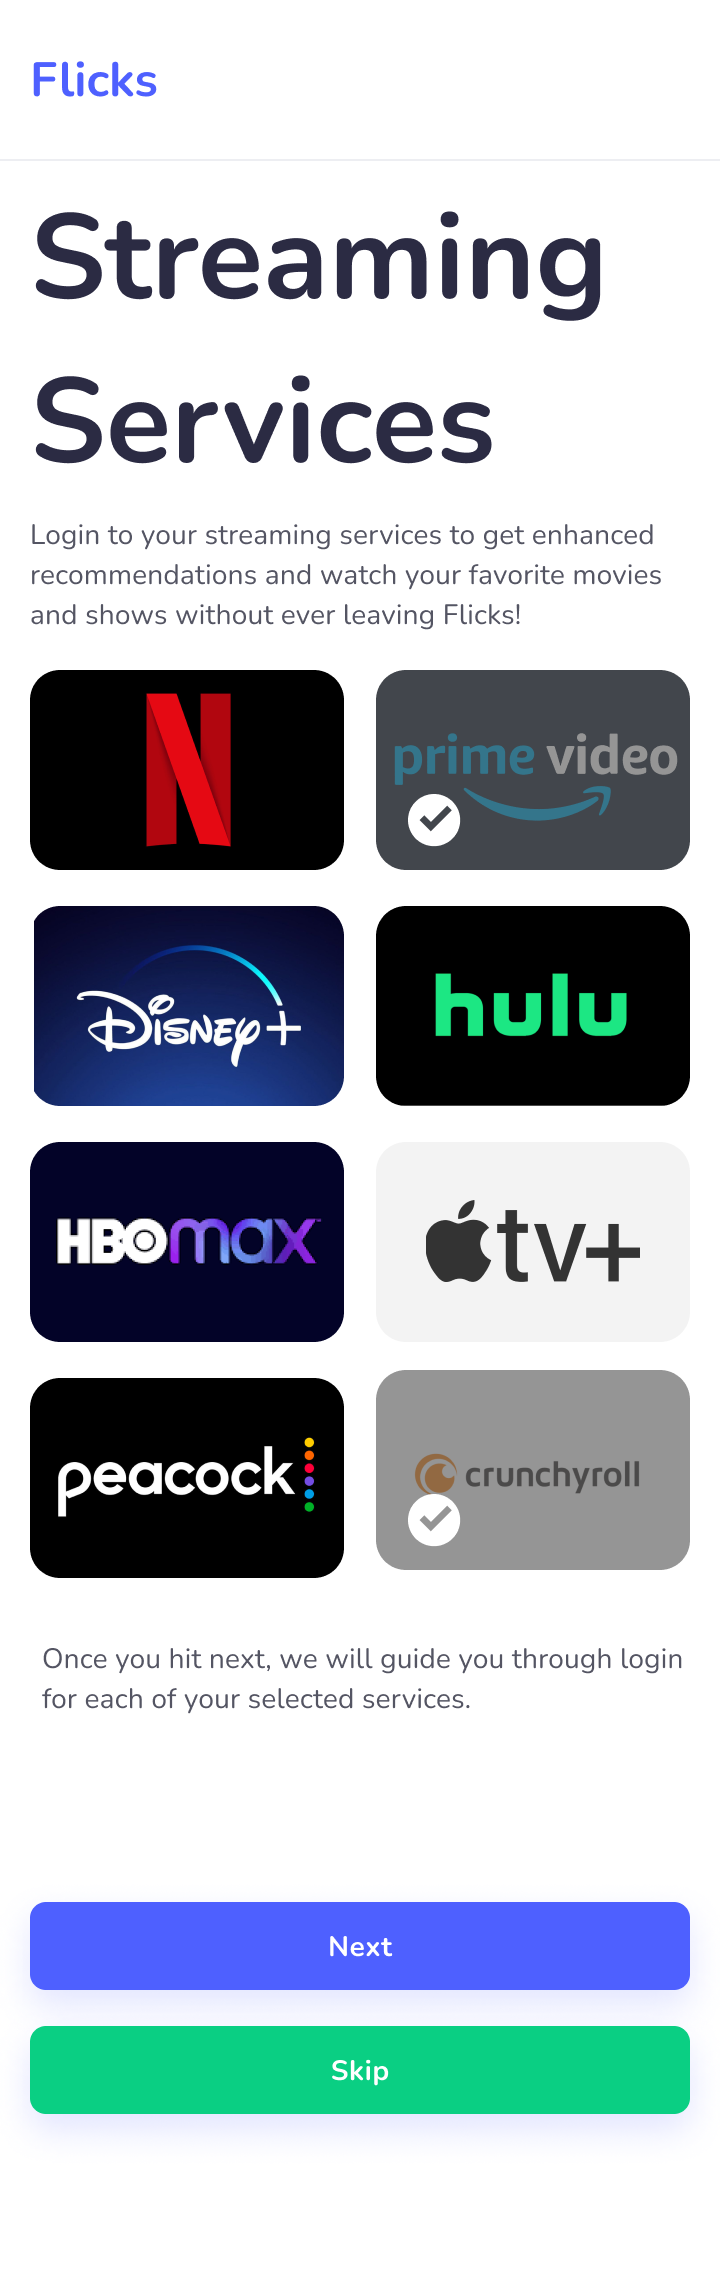 Flicks
Streaming
Services
Login to your streaming services to get enhanced
recommendations and watch your favorite movies
and shows without ever leaving Flicks!
N
prime video
Disney+
hulu
HBOmax
tv+
peacock
crunchyroll
Once you hit next, we will guide you through login
for each of your selected services.
Next
Skip